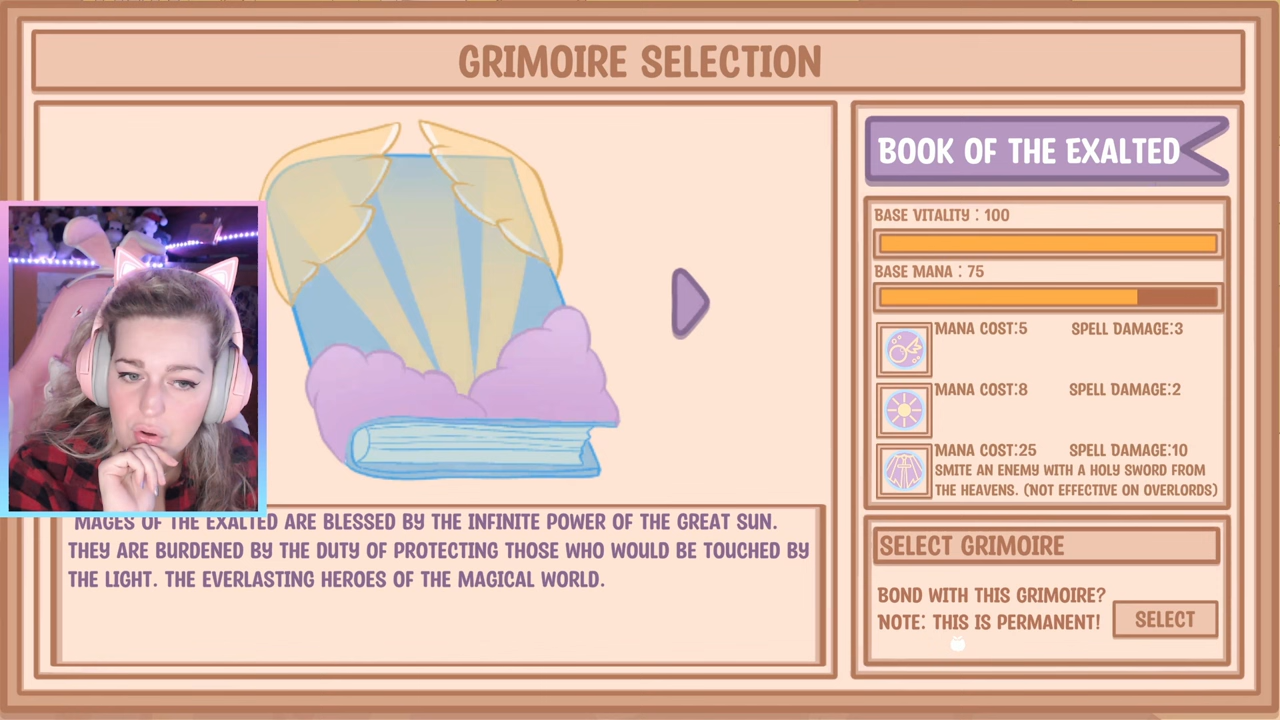 GRIMOIRE SELECTION
BOOK OF THE EXALTED
BASE VITALITY : 100
BASE MANA : 75
MANA COST:5 SPELL DAMAGE:3
MANA COST:8 SPELL DAMAGE:2
MANA COST:25 SPELL DAMAGE:10
SMITE AN ENEMY WITH A HOLY SWORD FROM
THE HEAVENS. (NOT EFFECTIVE ON OVERLORDS)
MAGES OF THE EXALTED ARE BLESSED BY THE INFINITE POWER OF THE GREAT SUN.
THEY ARE BURDENED BY THE DUTY OF PROTECTING THOSE WHO WOULD BE TOUCHED BY
THE LIGHT. THE EVERLASTING HEROES OF THE MAGICAL WORLD.
SELECT GRIMOIRE
BOND WITH THIS GRIMOIRE?
NOTE: THIS IS PERMANENT!
SELECT